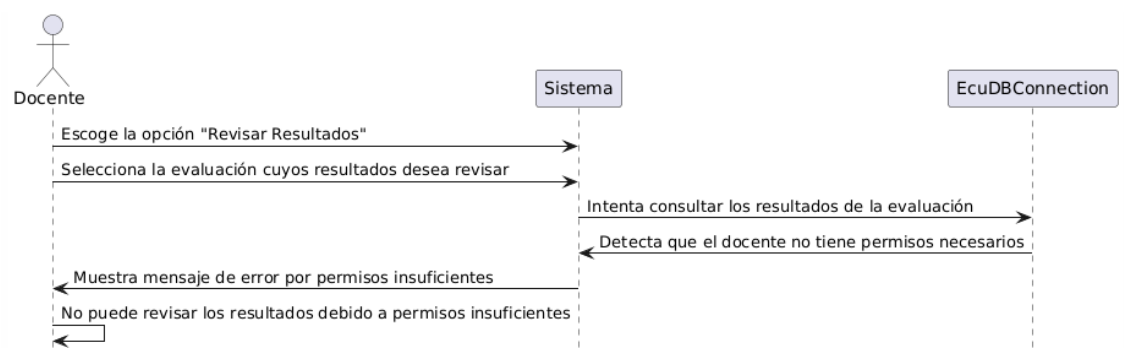 Docente
Sistema
EcuDBConnection
Escoge la opción "Revisar Resultados"
Selecciona la evaluación cuyos resultados desea revisar
Intenta consultar los resultados de la evaluación
Detecta que el docente no tiene permisos necesarios
Muestra mensaje de error por permisos insuficientes
No puede revisar los resultados debido a permisos insuficientes